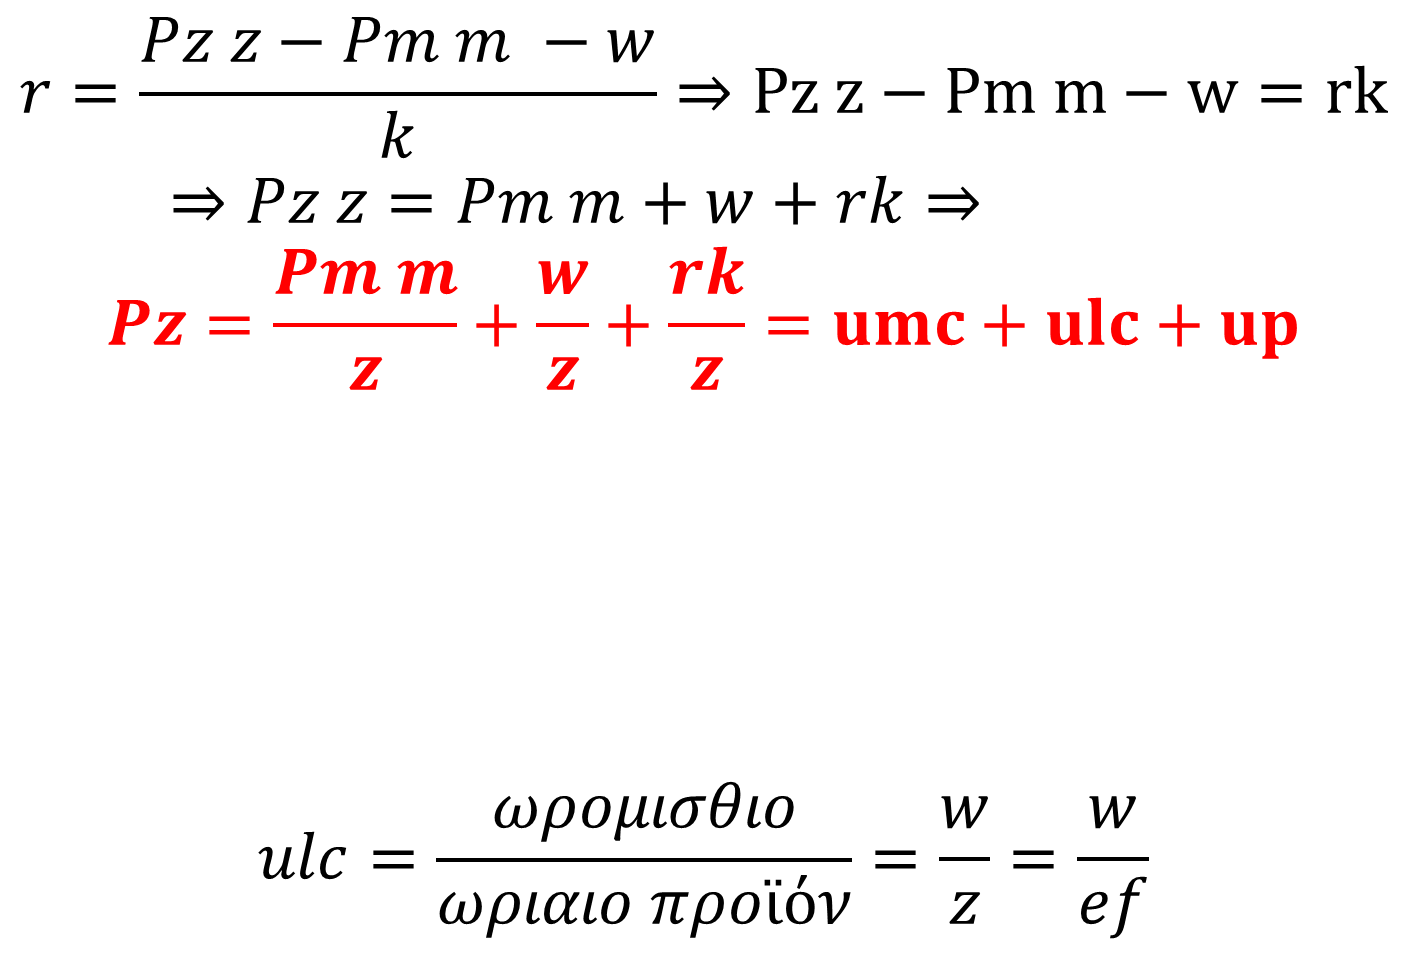 r = (Pz z − Pm m − w) / k ⇒ Pz z − Pm m − w = rk
⇒ Pz z = Pm m + w + rk ⇒
Pz = Pm m / z + w / z + rk / z = umc + ulc + up
ulc = ωρομισθιο / ωριαιο προϊόν = w / z = w / ef